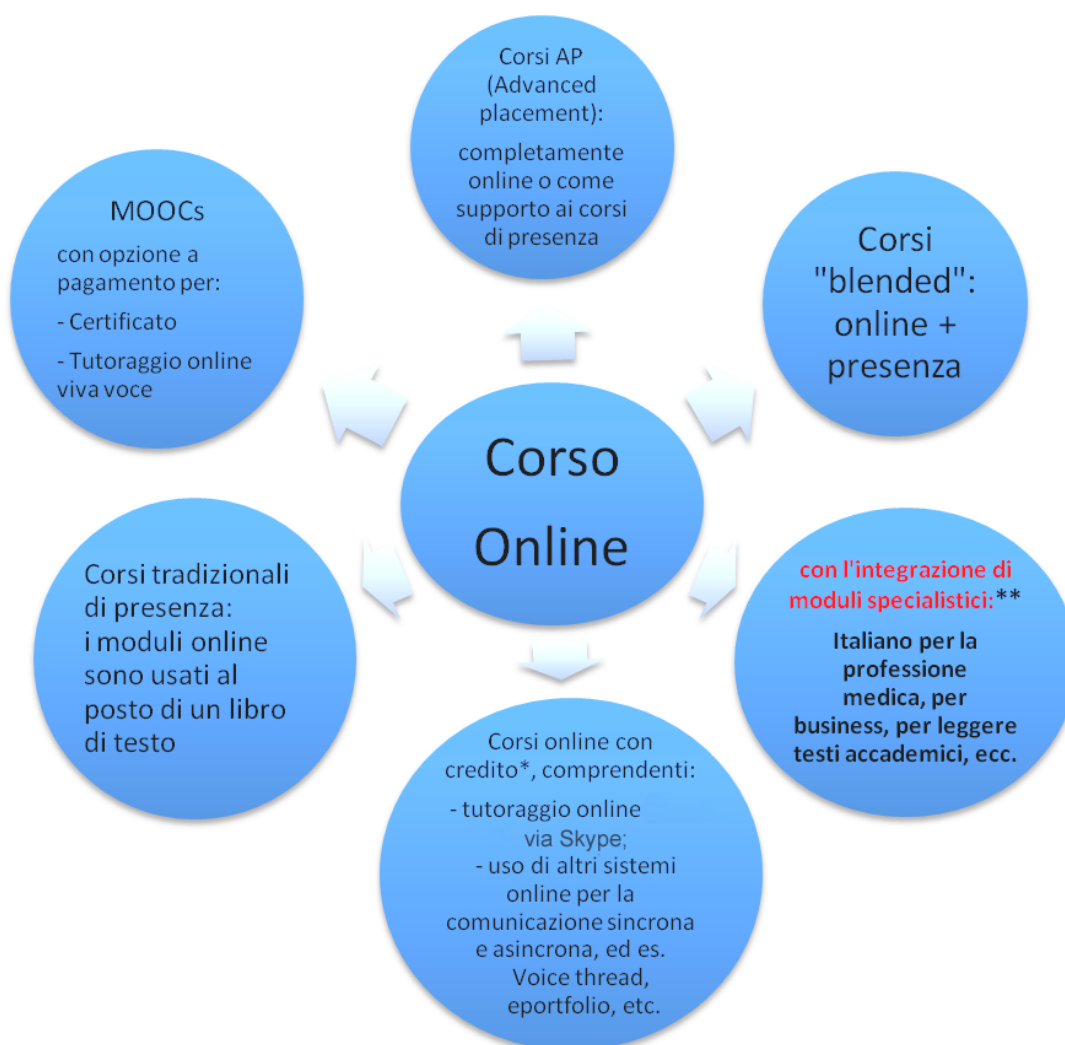 Corsi AP
(Advanced
placement):
completamente
online o come
supporto ai corsi
di presenza
MOOCs
con opzione a
pagamento per:
- Certificato
- Tutoraggio online
viva voce
Corsi
"blended":
online +
presenza
Corso
Online
Corsi tradizionali
di presenza:
i moduli online
sono usati al
posto di un libro
di testo
con l'integrazione di
moduli specialistici:**
Italiano per la
professione
medica, per
business, per leggere
testi accademici, ecc.
Corsi online con
credito*, comprendenti:
- tutoraggio online
via Skype;
- uso di altri sistemi
online per la
comunicazione sincrona
e asincrona, ed es.
Voice thread,
eportfolio, etc.